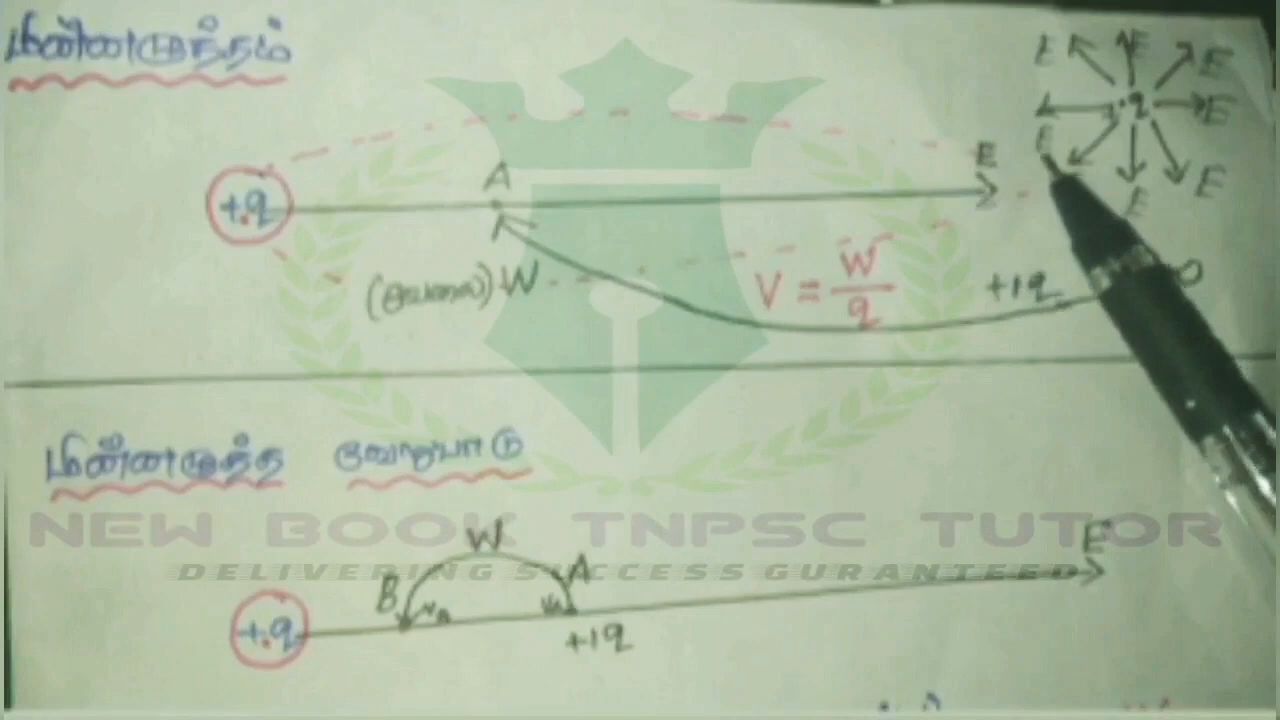 மின்னழுத்தம்
E E E
+q A E E q E
E E E
(வேலை) W V = W/q +1q
மின்னழுத்த வேறுபாடு
NEW BOOK TNPSC TUTOR
DELIVERING SUCCESS GURANTEED
W E
B A
+q +1q